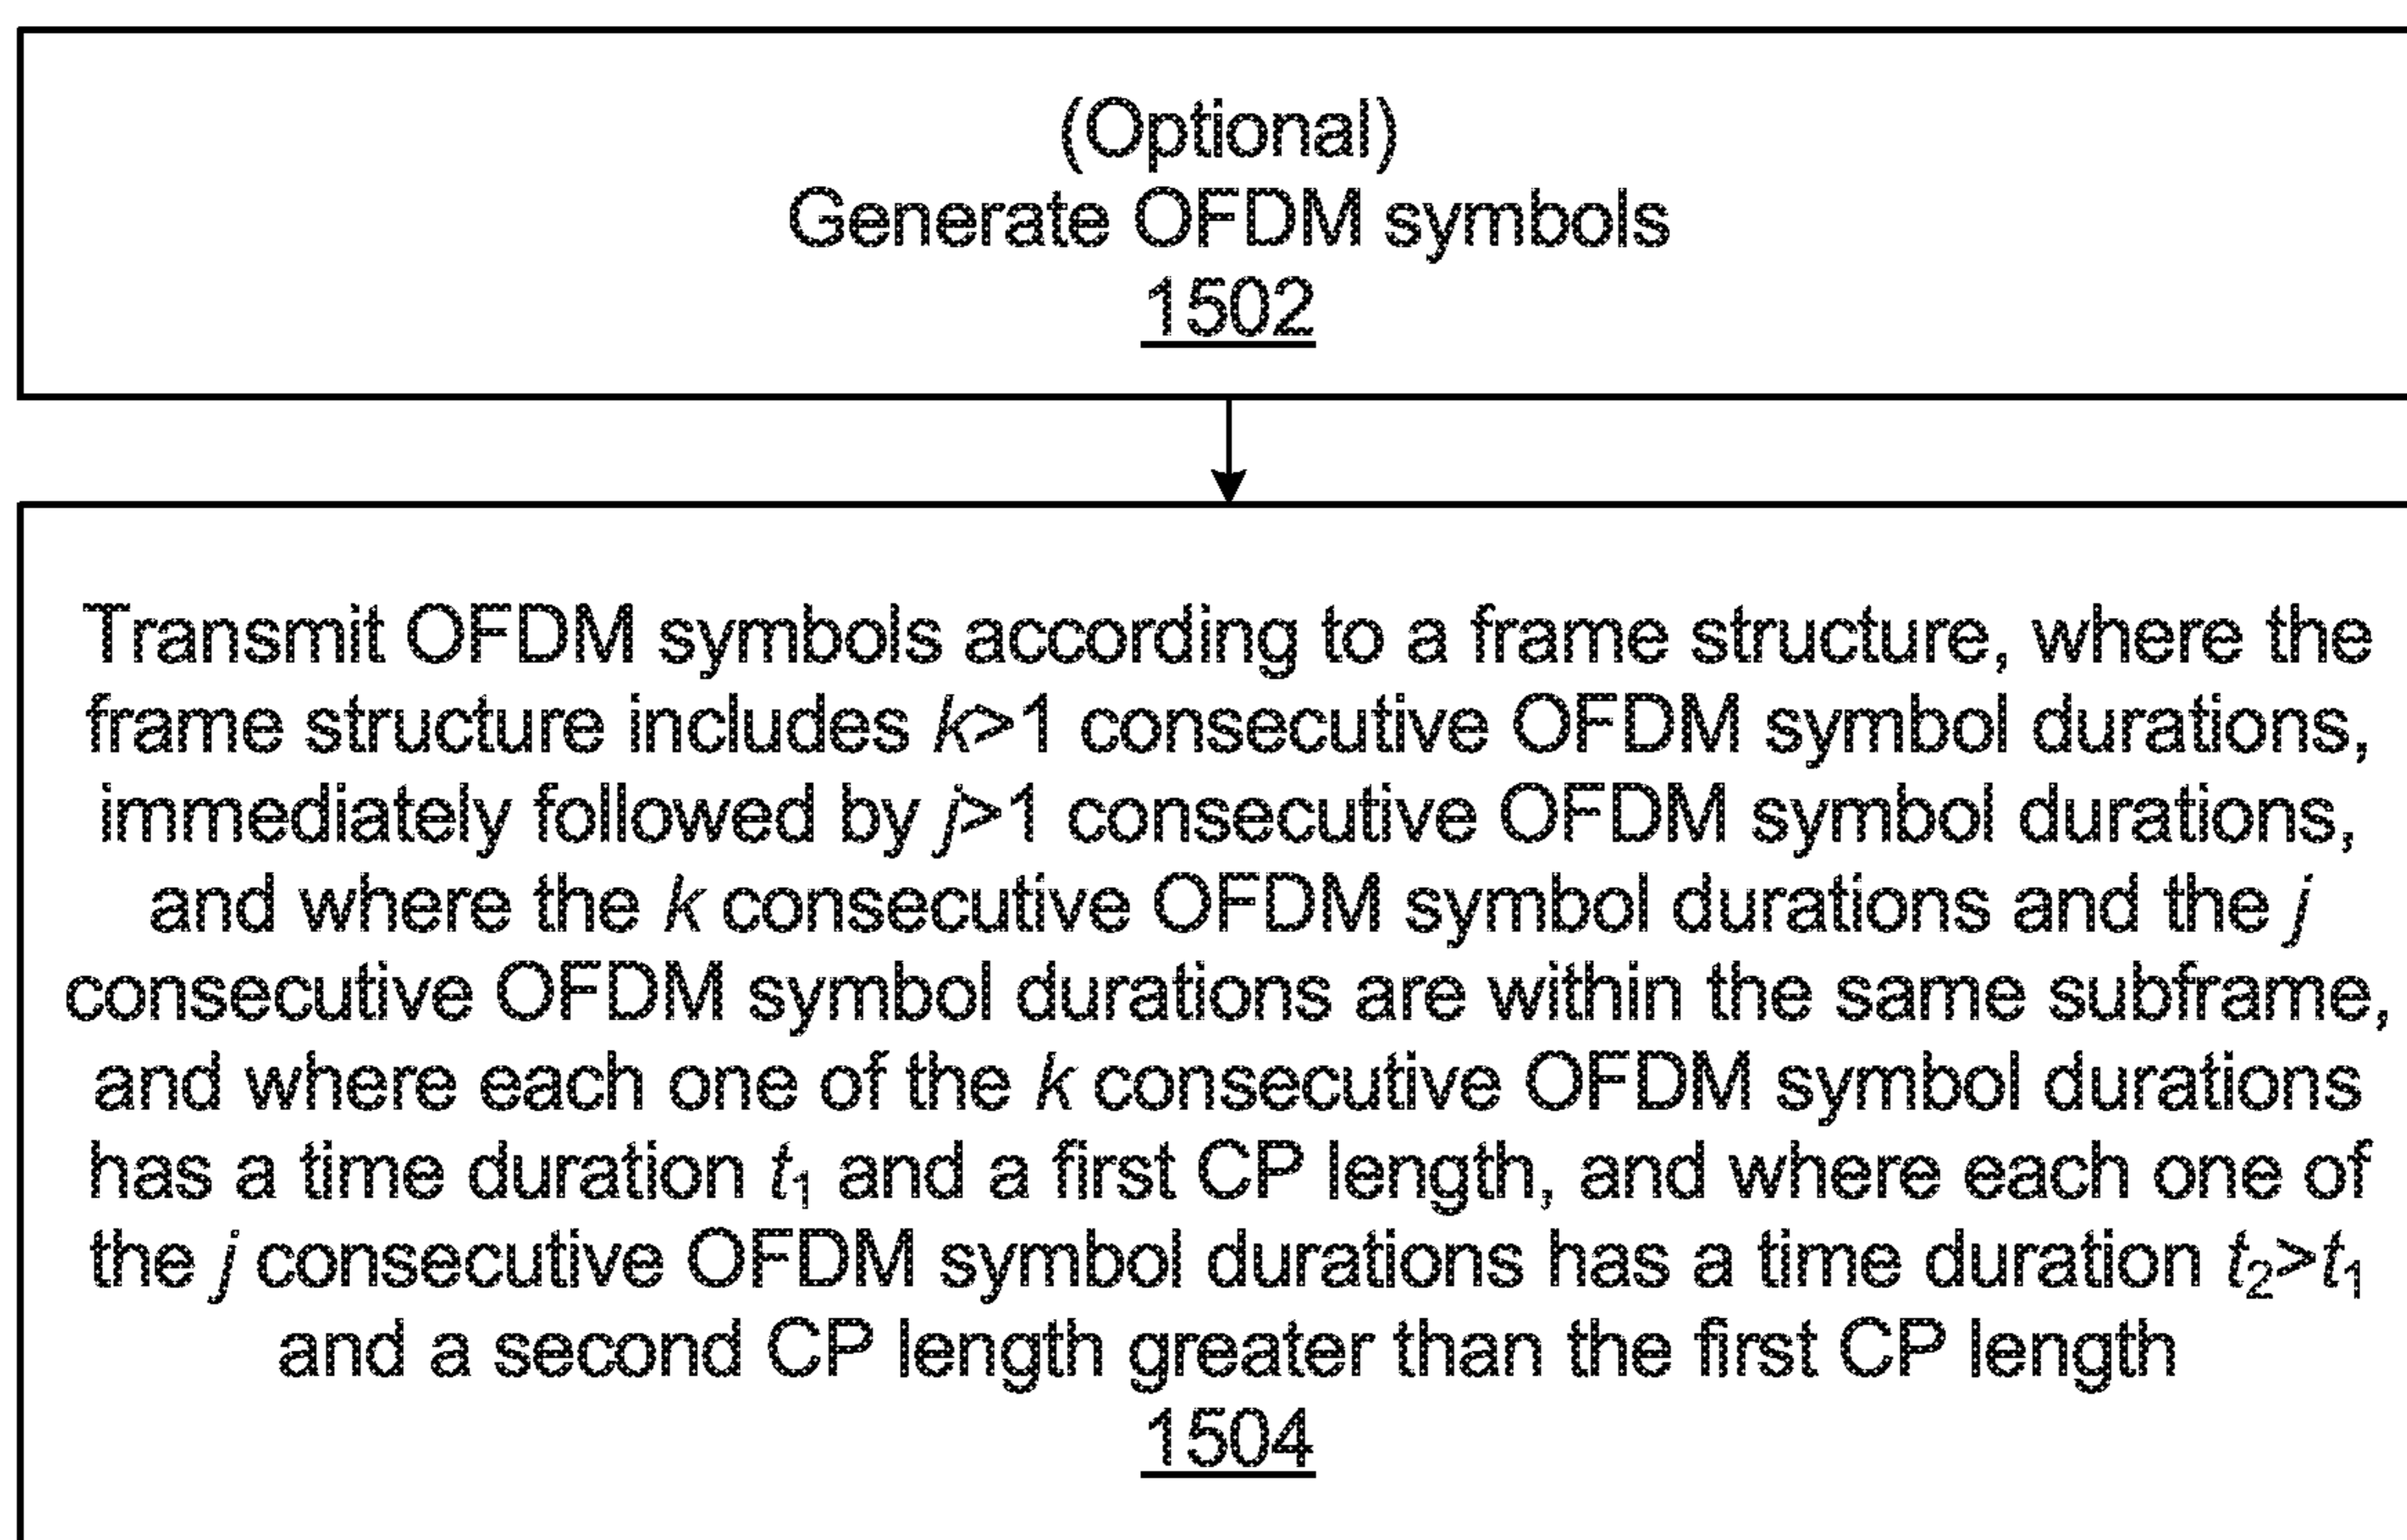 (Optional)
Generate OFDM symbols
1502
Transmit OFDM symbols according to a frame structure, where the
frame structure includes k>1 consecutive OFDM symbol durations,
immediately followed by j>1 consecutive OFDM symbol durations,
and where the k consecutive OFDM symbol durations and the j
consecutive OFDM symbol durations are within the same subframe,
and where each one of the k consecutive OFDM symbol durations
has a time duration t₁ and a first CP length, and where each one of
the j consecutive OFDM symbol durations has a time duration t₂>t₁
and a second CP length greater than the first CP length
1504